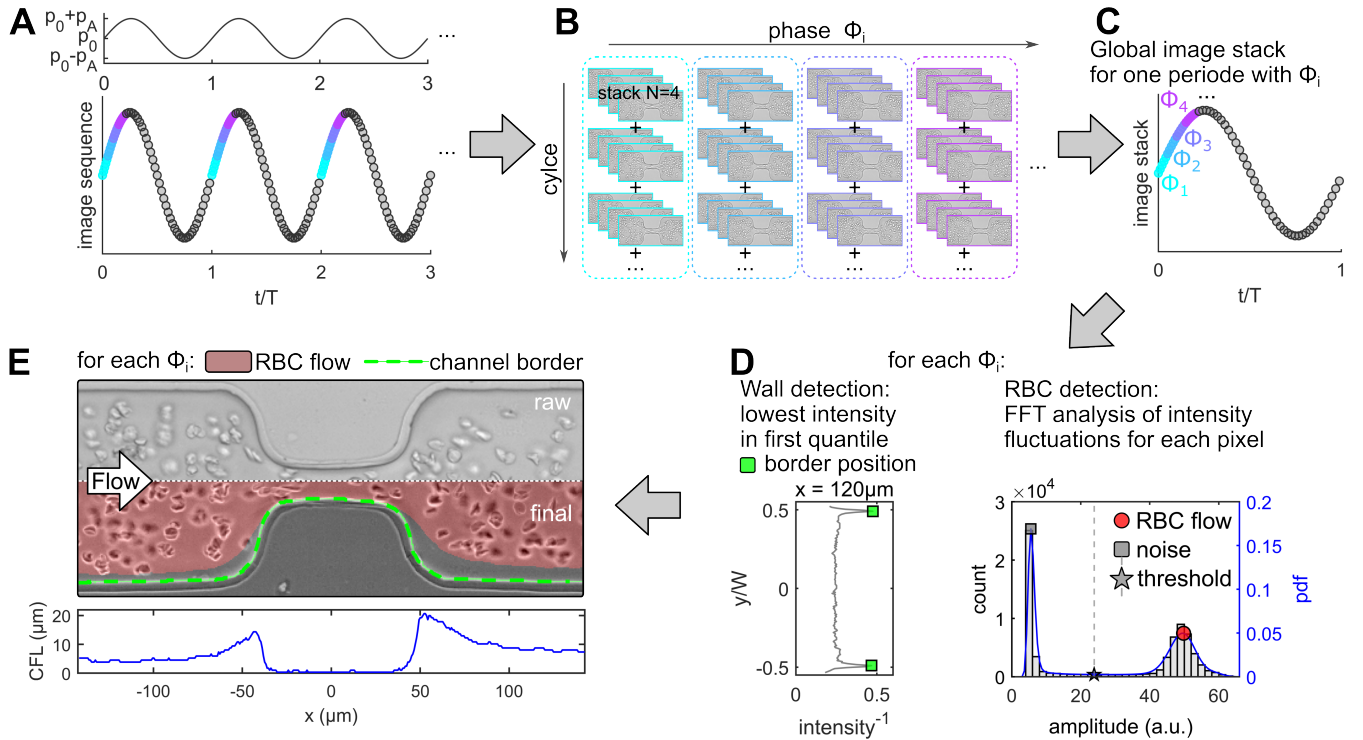 A
p0+pA
p0
p0-pA
...
0 1 2 3
image sequence
...
0 1 2 3
t/T
B
phase Φi
cylce
stack N=4
+ + + +
+ + + +
...
+ + + +
... ... ... ...
C
Global image stack
for one periode with Φi
...
Φ4
Φ3
Φ2
Φ1
image stack
0 1
t/T
D
for each Φi:
Wall detection:
lowest intensity
in first quantile
border position
x = 120µm
0.5
0
-0.5
y/W
0 0.5
intensity-1
RBC detection:
FFT analysis of intensity
fluctuations for each pixel
×10^4
3
2
1
0
count
RBC flow
noise
threshold
0.2
0.15
0.1
0.05
0
pdf
0 20 40 60
amplitude (a.u.)
E
for each Φi: RBC flow channel border
raw
Flow
final
CFL (µm)
20
10
0
-100 -50 0 50 100
x (µm)